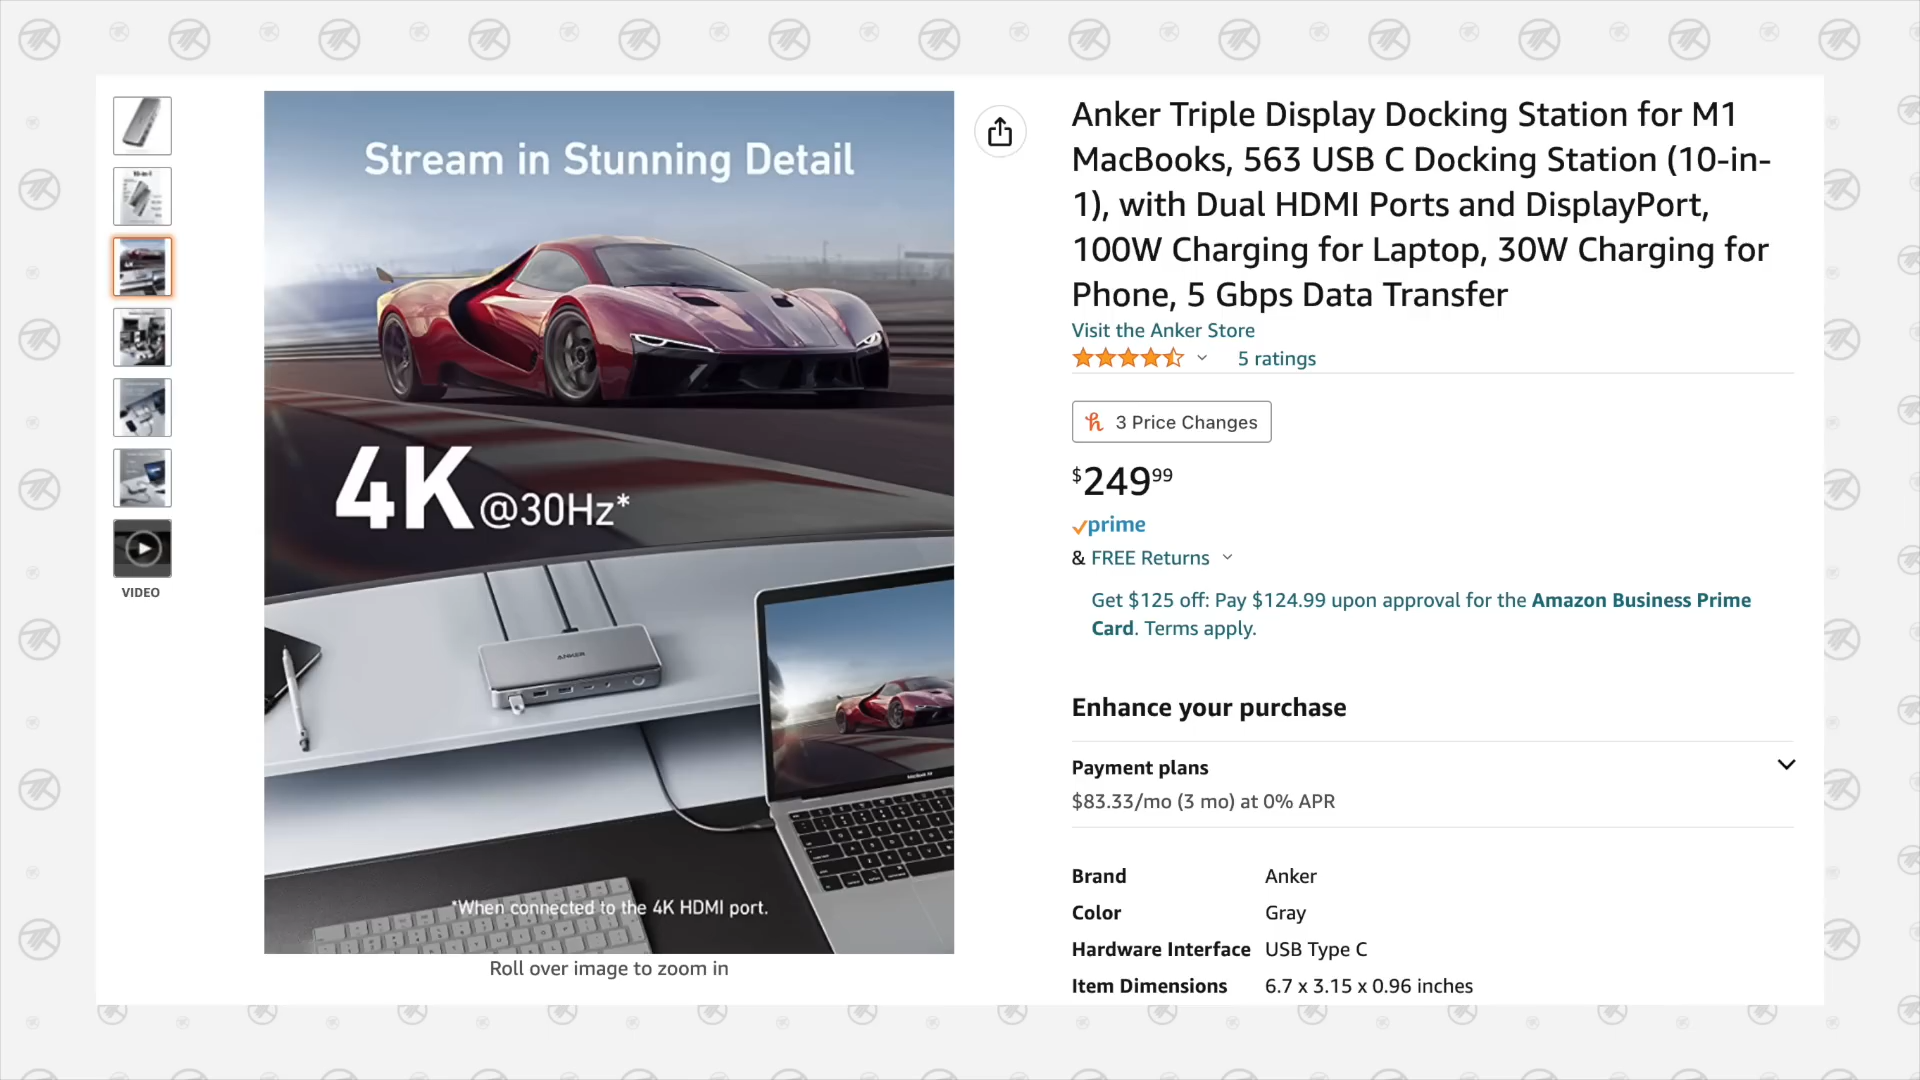 Stream in Stunning Detail
4K@30Hz*
ANKER
*When connected to the 4K HDMI port.
Roll over image to zoom in
VIDEO
Anker Triple Display Docking Station for M1
MacBooks, 563 USB C Docking Station (10-in-
1), with Dual HDMI Ports and DisplayPort,
100W Charging for Laptop, 30W Charging for
Phone, 5 Gbps Data Transfer
Visit the Anker Store
5 ratings
3 Price Changes
$249 99
prime
& FREE Returns
Get $125 off: Pay $124.99 upon approval for the Amazon Business Prime
Card. Terms apply.
Enhance your purchase
Payment plans
$83.33/mo (3 mo) at 0% APR
Brand Anker
Color Gray
Hardware Interface USB Type C
Item Dimensions 6.7 x 3.15 x 0.96 inches